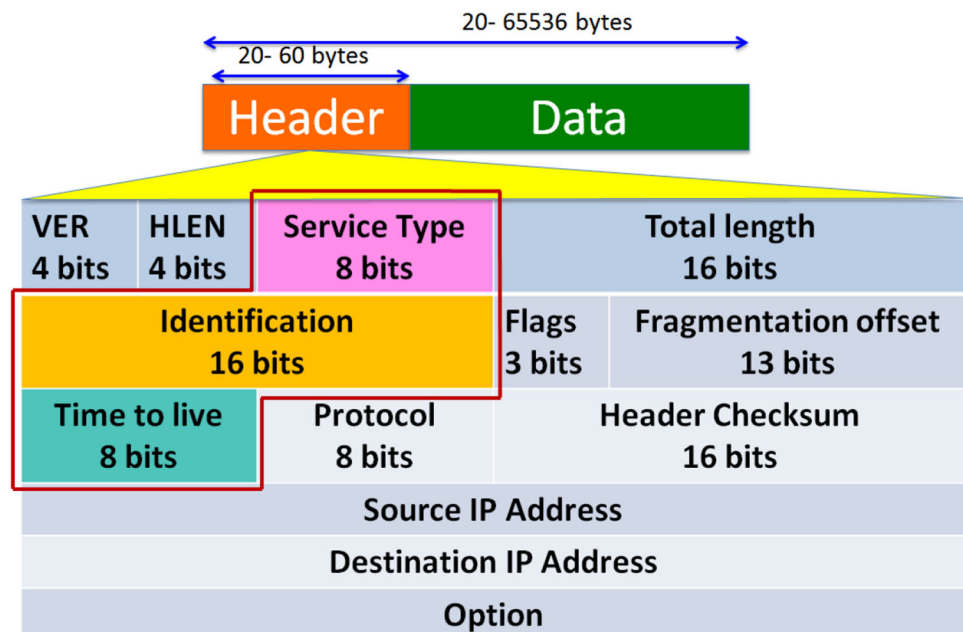 20- 65536 bytes
20- 60 bytes
Header
Data
VER
4 bits
HLEN
4 bits
Service Type
8 bits
Total length
16 bits
Identification
16 bits
Flags
3 bits
Fragmentation offset
13 bits
Time to live
8 bits
Protocol
8 bits
Header Checksum
16 bits
Source IP Address
Destination IP Address
Option